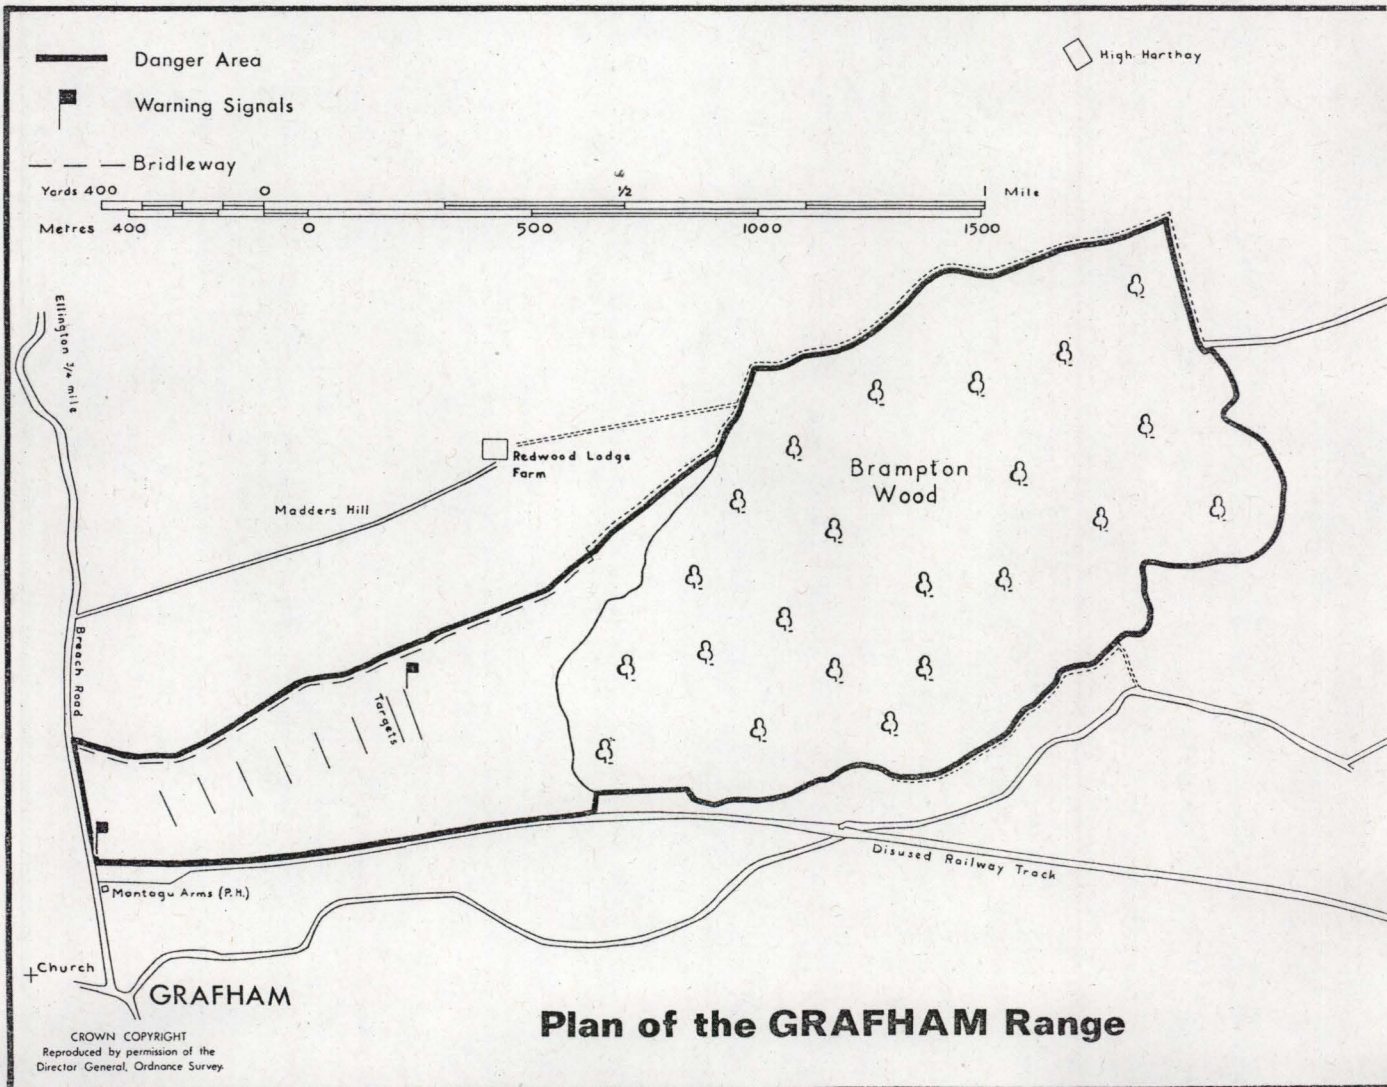 Danger Area
High Harthay
Warning Signals
Bridleway
Yards 400 0 ½ 1 Mile
Metres 400 0 500 1000 1500
Ellington ¾ mile
Redwood Lodge
Farm
Brampton
Wood
Madders Hill
Breach Road
Targets
Disused Railway Track
Montagu Arms (P.H.)
Church
GRAFHAM
Plan of the GRAFHAM Range
CROWN COPYRIGHT
Reproduced by permission of the
Director General, Ordnance Survey.